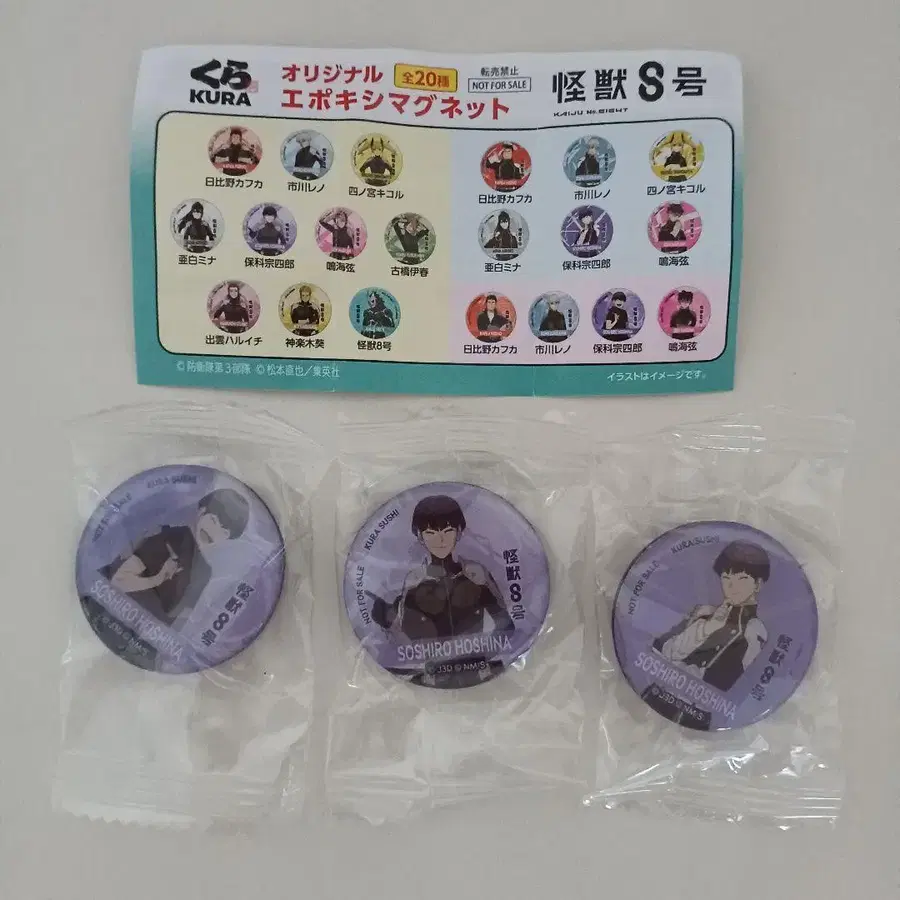 くら
KURA
オリジナル
エポキシマグネット
全20種
転売禁止
NOT FOR SALE
怪獣8号
KAIJU No.EIGHT
日比野カフカ
市川レノ
四ノ宮キコル
亜白ミナ
保科宗四郎
鳴海弦
古橋伊春
出雲ハルイチ
神楽木葵
怪獣8号
日比野カフカ
市川レノ
四ノ宮キコル
亜白ミナ
保科宗四郎
鳴海弦
日比野カフカ
市川レノ
保科宗四郎
鳴海弦
©防衛隊第3部隊 ©松本直也/集英社
イラストはイメージです。
NOT FOR SALE KURA SUSHI
怪獣8号
SOSHIRO HOSHINA
© J3D © NM/S
NOT FOR SALE KURA SUSHI
怪獣8号
SOSHIRO HOSHINA
© J3D © NM/S
NOT FOR SALE KURA SUSHI
怪獣8号
SOSHIRO HOSHINA
© J3D © NM/S